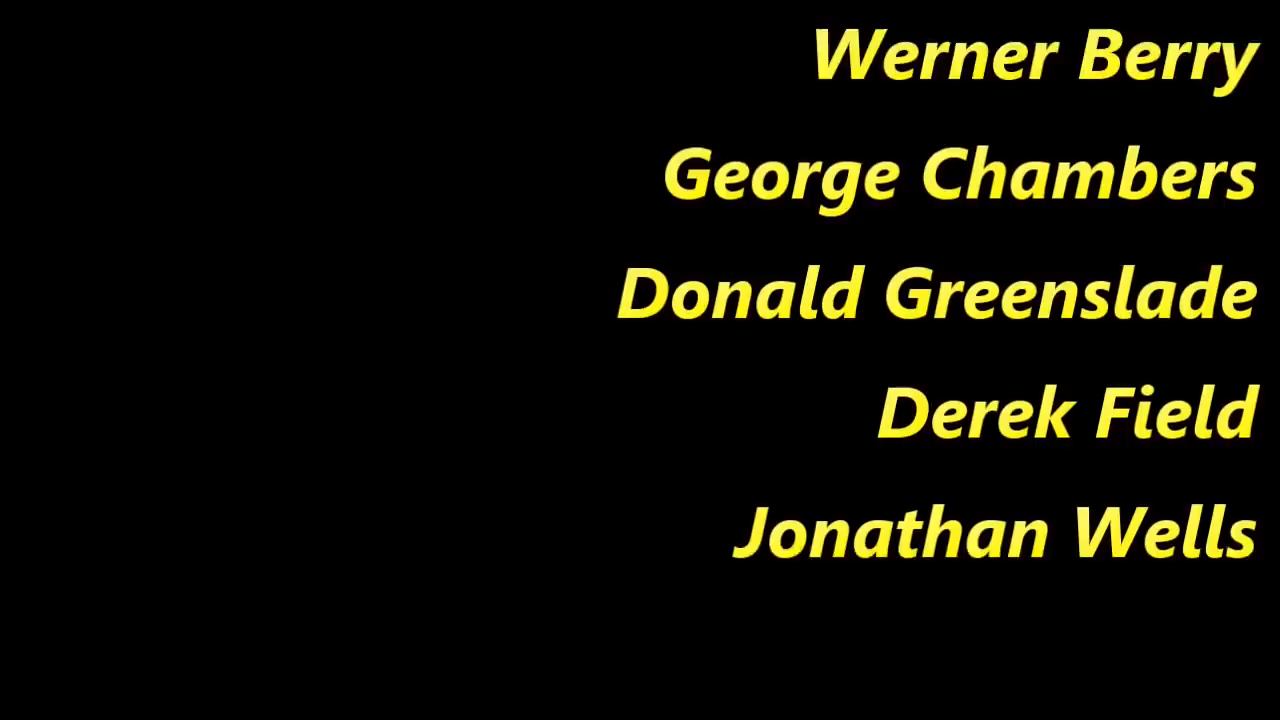 Werner Berry
George Chambers
Donald Greenslade
Derek Field
Jonathan Wells